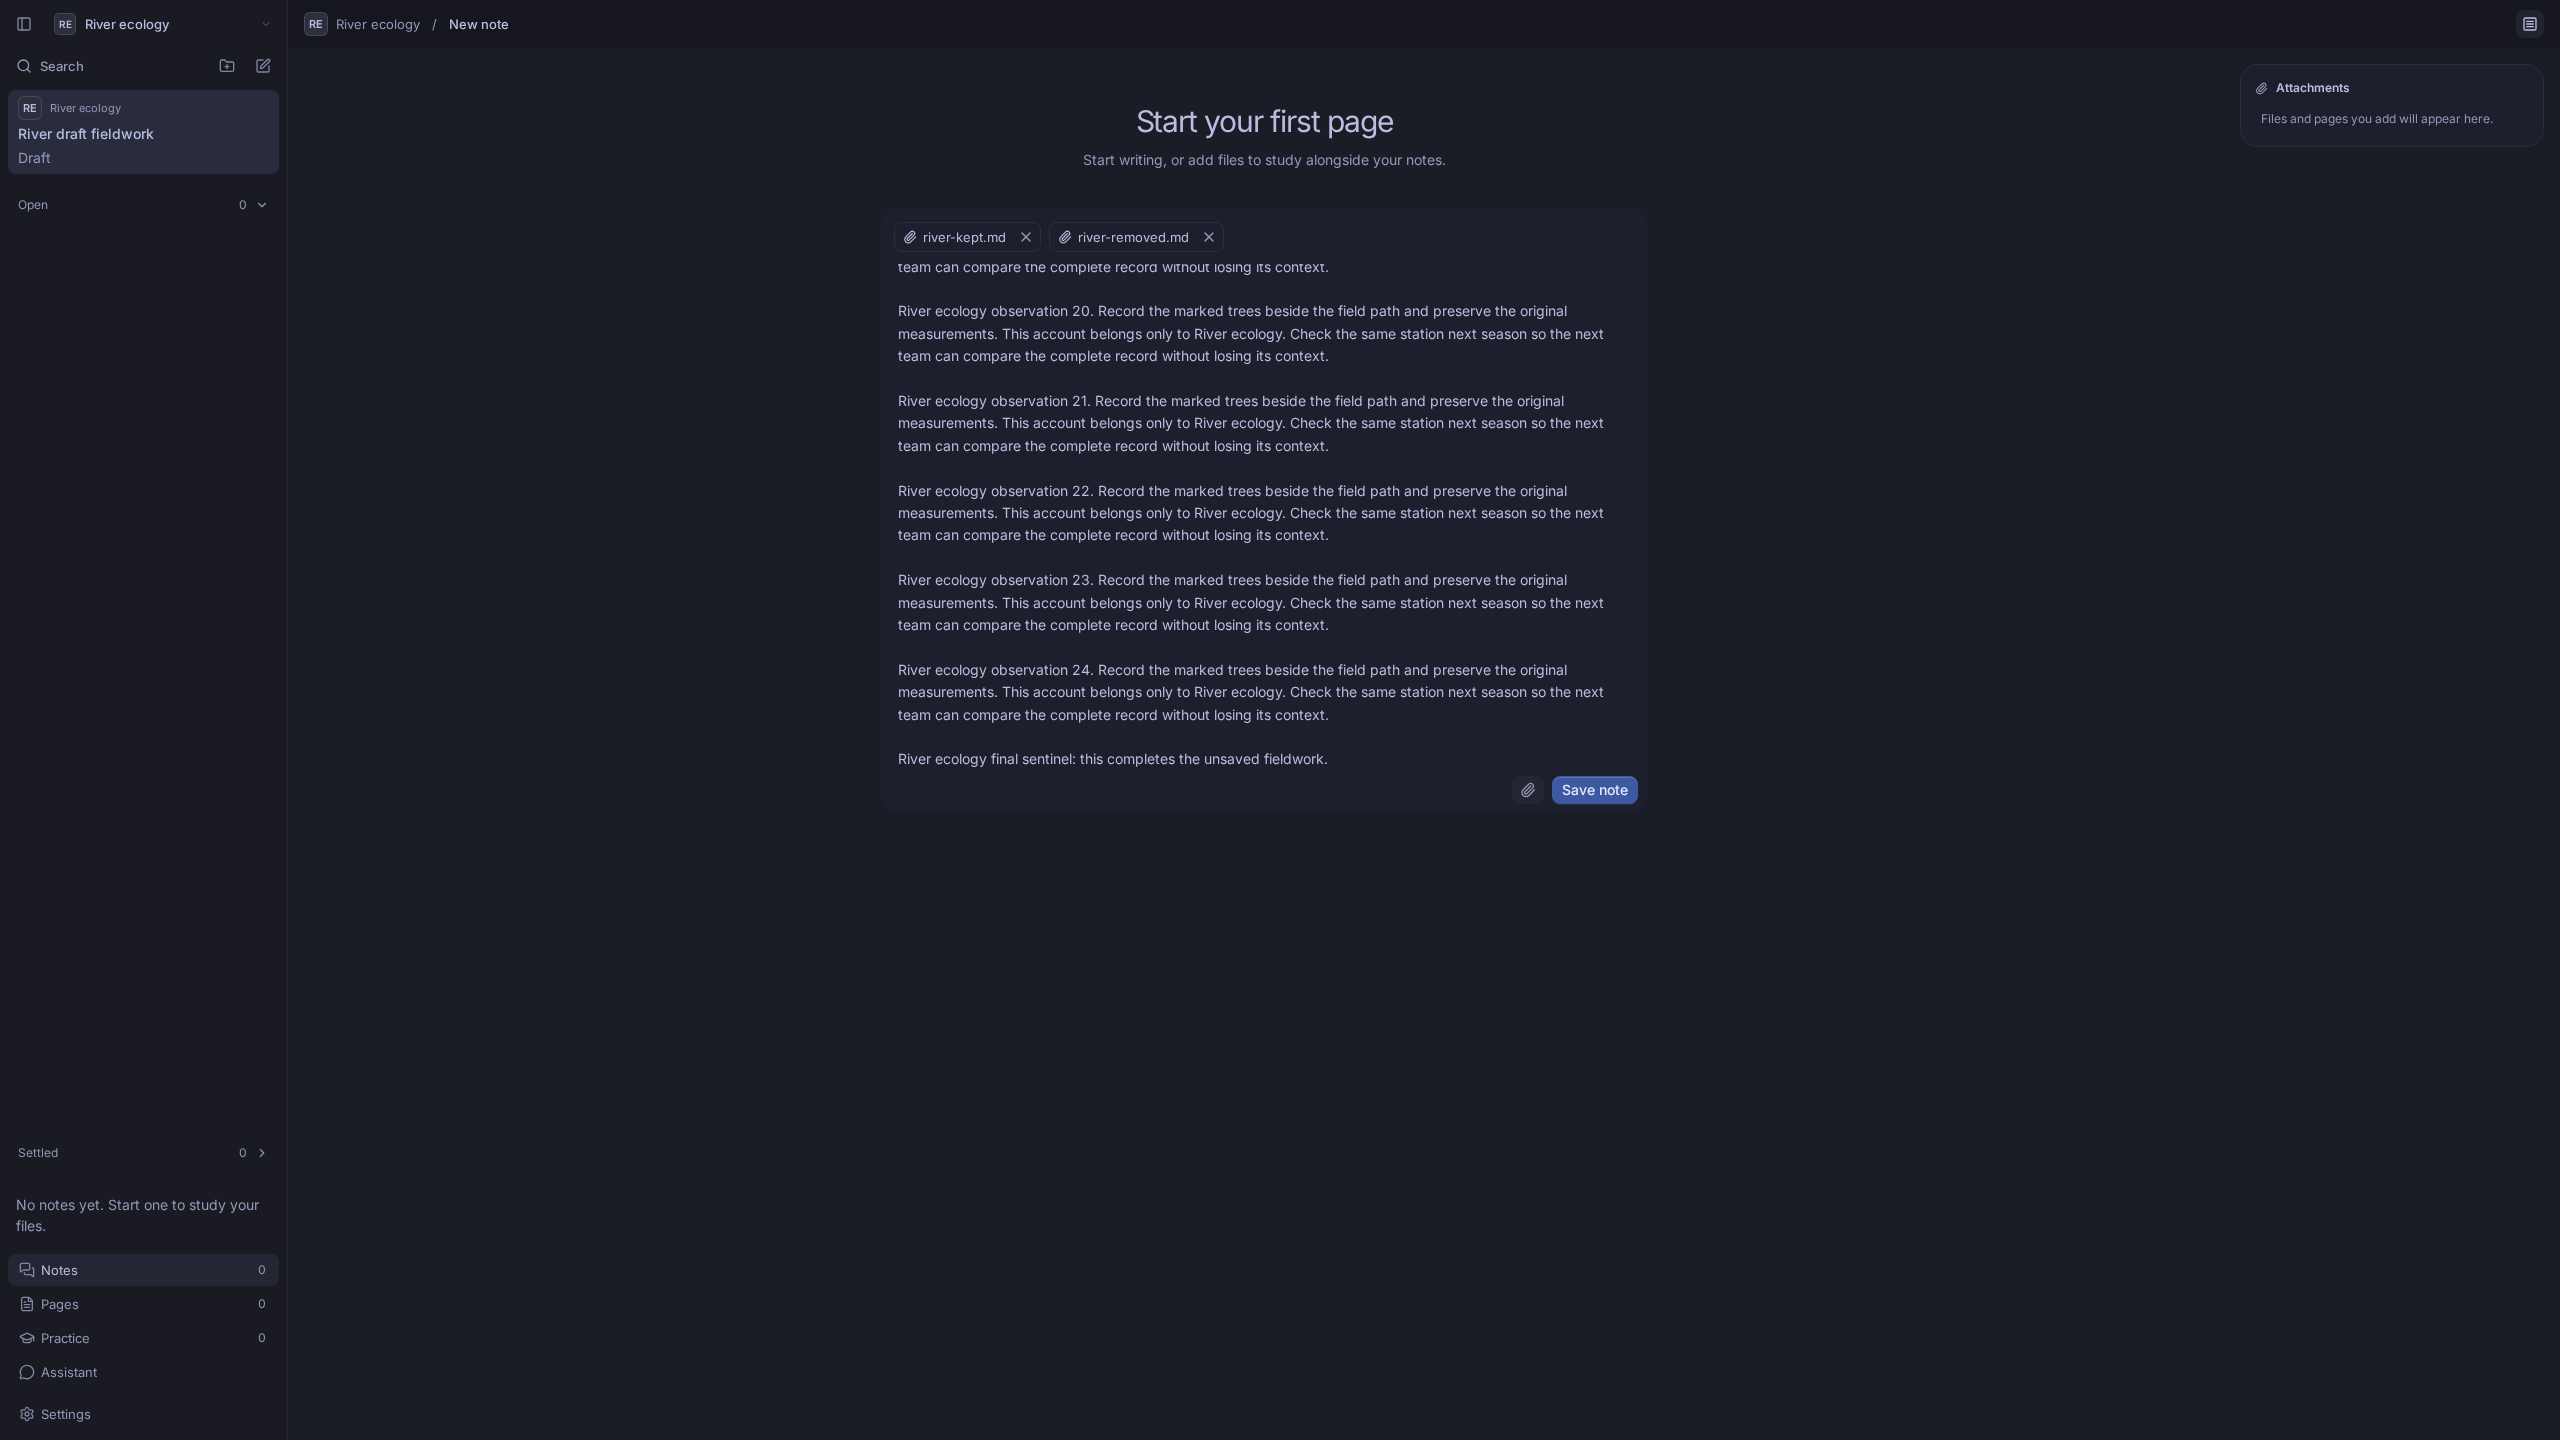 RE River ecology
Search
RE River ecology
River draft fieldwork
Draft
Open 0
Settled 0
No notes yet. Start one to study your
files.
Notes 0
Pages 0
Practice 0
Assistant
Settings
RE River ecology / New note
Start your first page
Start writing, or add files to study alongside your notes.
river-kept.md river-removed.md
team can compare the complete record without losing its context.
River ecology observation 20. Record the marked trees beside the field path and preserve the original
measurements. This account belongs only to River ecology. Check the same station next season so the next
team can compare the complete record without losing its context.
River ecology observation 21. Record the marked trees beside the field path and preserve the original
measurements. This account belongs only to River ecology. Check the same station next season so the next
team can compare the complete record without losing its context.
River ecology observation 22. Record the marked trees beside the field path and preserve the original
measurements. This account belongs only to River ecology. Check the same station next season so the next
team can compare the complete record without losing its context.
River ecology observation 23. Record the marked trees beside the field path and preserve the original
measurements. This account belongs only to River ecology. Check the same station next season so the next
team can compare the complete record without losing its context.
River ecology observation 24. Record the marked trees beside the field path and preserve the original
measurements. This account belongs only to River ecology. Check the same station next season so the next
team can compare the complete record without losing its context.
River ecology final sentinel: this completes the unsaved fieldwork.
Save note
Attachments
Files and pages you add will appear here.